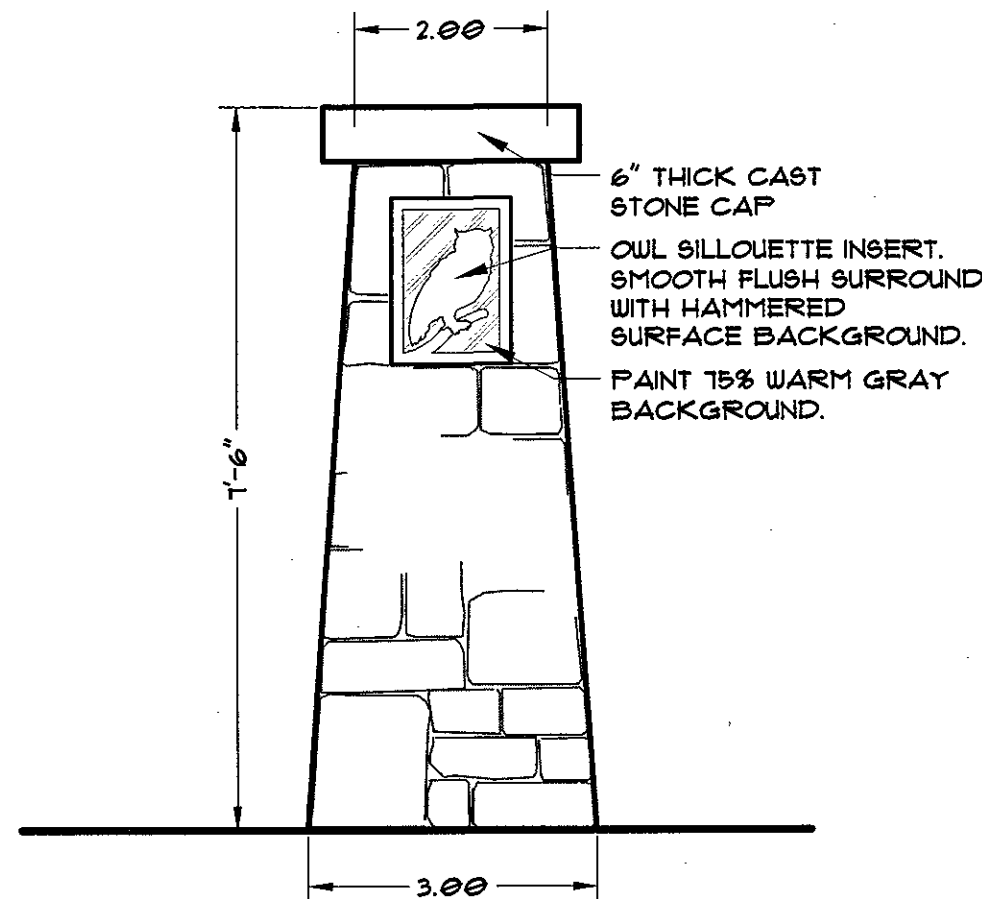 2.00
6" THICK CAST
STONE CAP
OWL SILLOUETTE INSERT.
SMOOTH FLUSH SURROUND
WITH HAMMERED
SURFACE BACKGROUND.
PAINT 75% WARM GRAY
BACKGROUND.
7'-6"
3.00